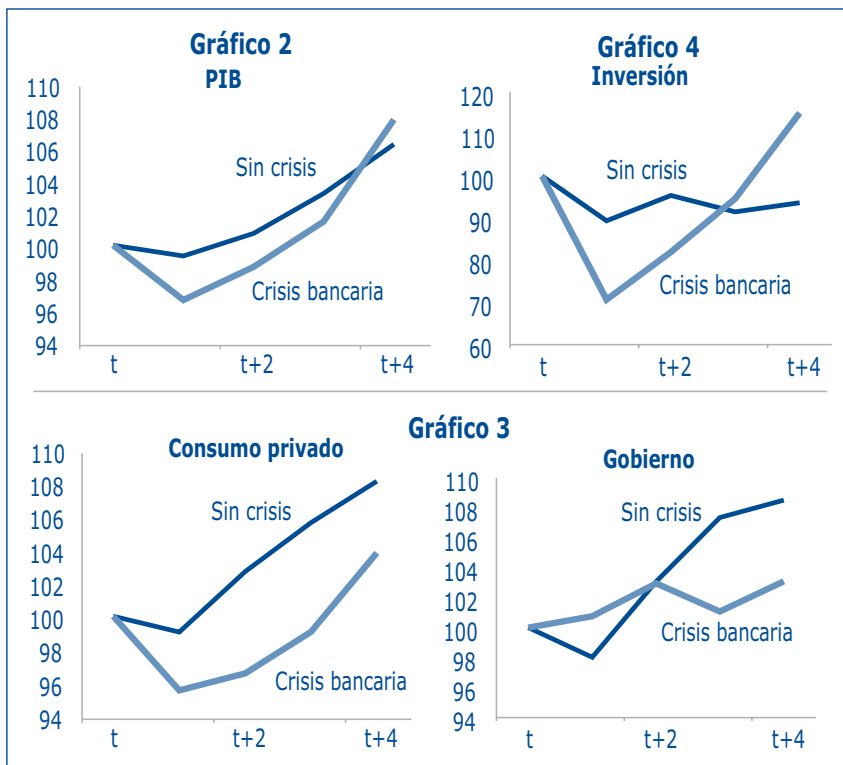 Gráfico 2
PIB
110
108
106
104
102
100
98
96
94
Sin crisis
Crisis bancaria
t
t+2
t+4
Gráfico 4
Inversión
120
110
100
90
80
70
60
Sin crisis
Crisis bancaria
t
t+2
t+4
Gráfico 3
Consumo privado
110
108
106
104
102
100
98
96
94
Sin crisis
Crisis bancaria
t
t+2
t+4
Gobierno
110
108
106
104
102
100
98
96
94
Sin crisis
Crisis bancaria
t
t+2
t+4